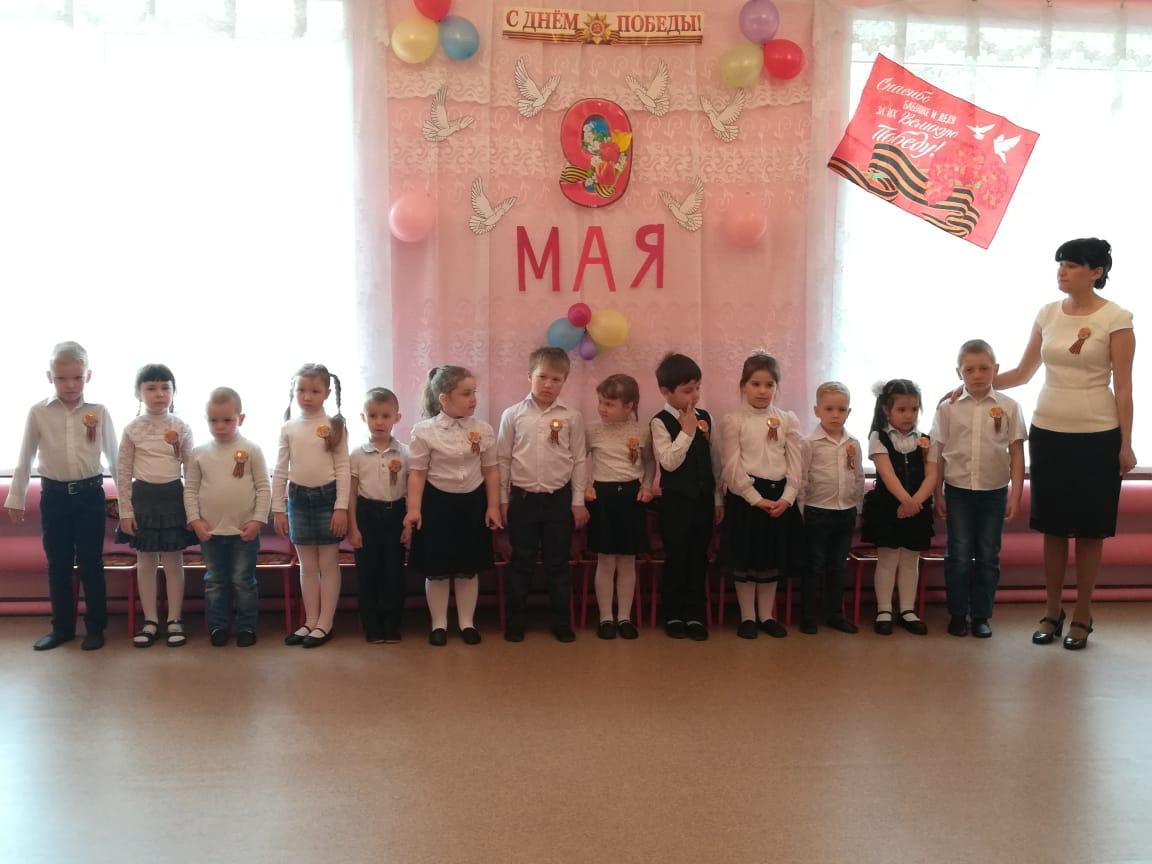 С ДНЁМ ПОБЕДЫ!
9
МАЯ
Спасибо
БАБУШКЕ И ДЕДУ
ЗА ИХ Великую
Победу!